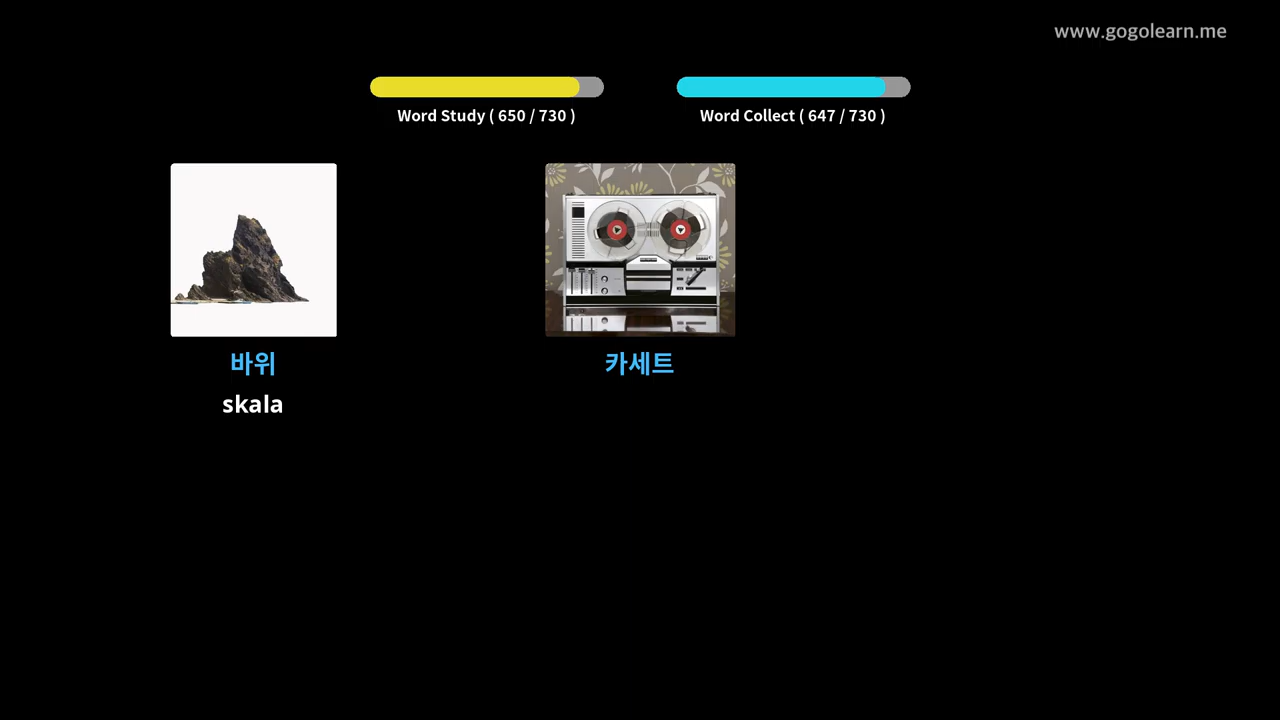 www.gogolearn.me
Word Study ( 650 / 730 )
Word Collect ( 647 / 730 )
바위
카세트
skala